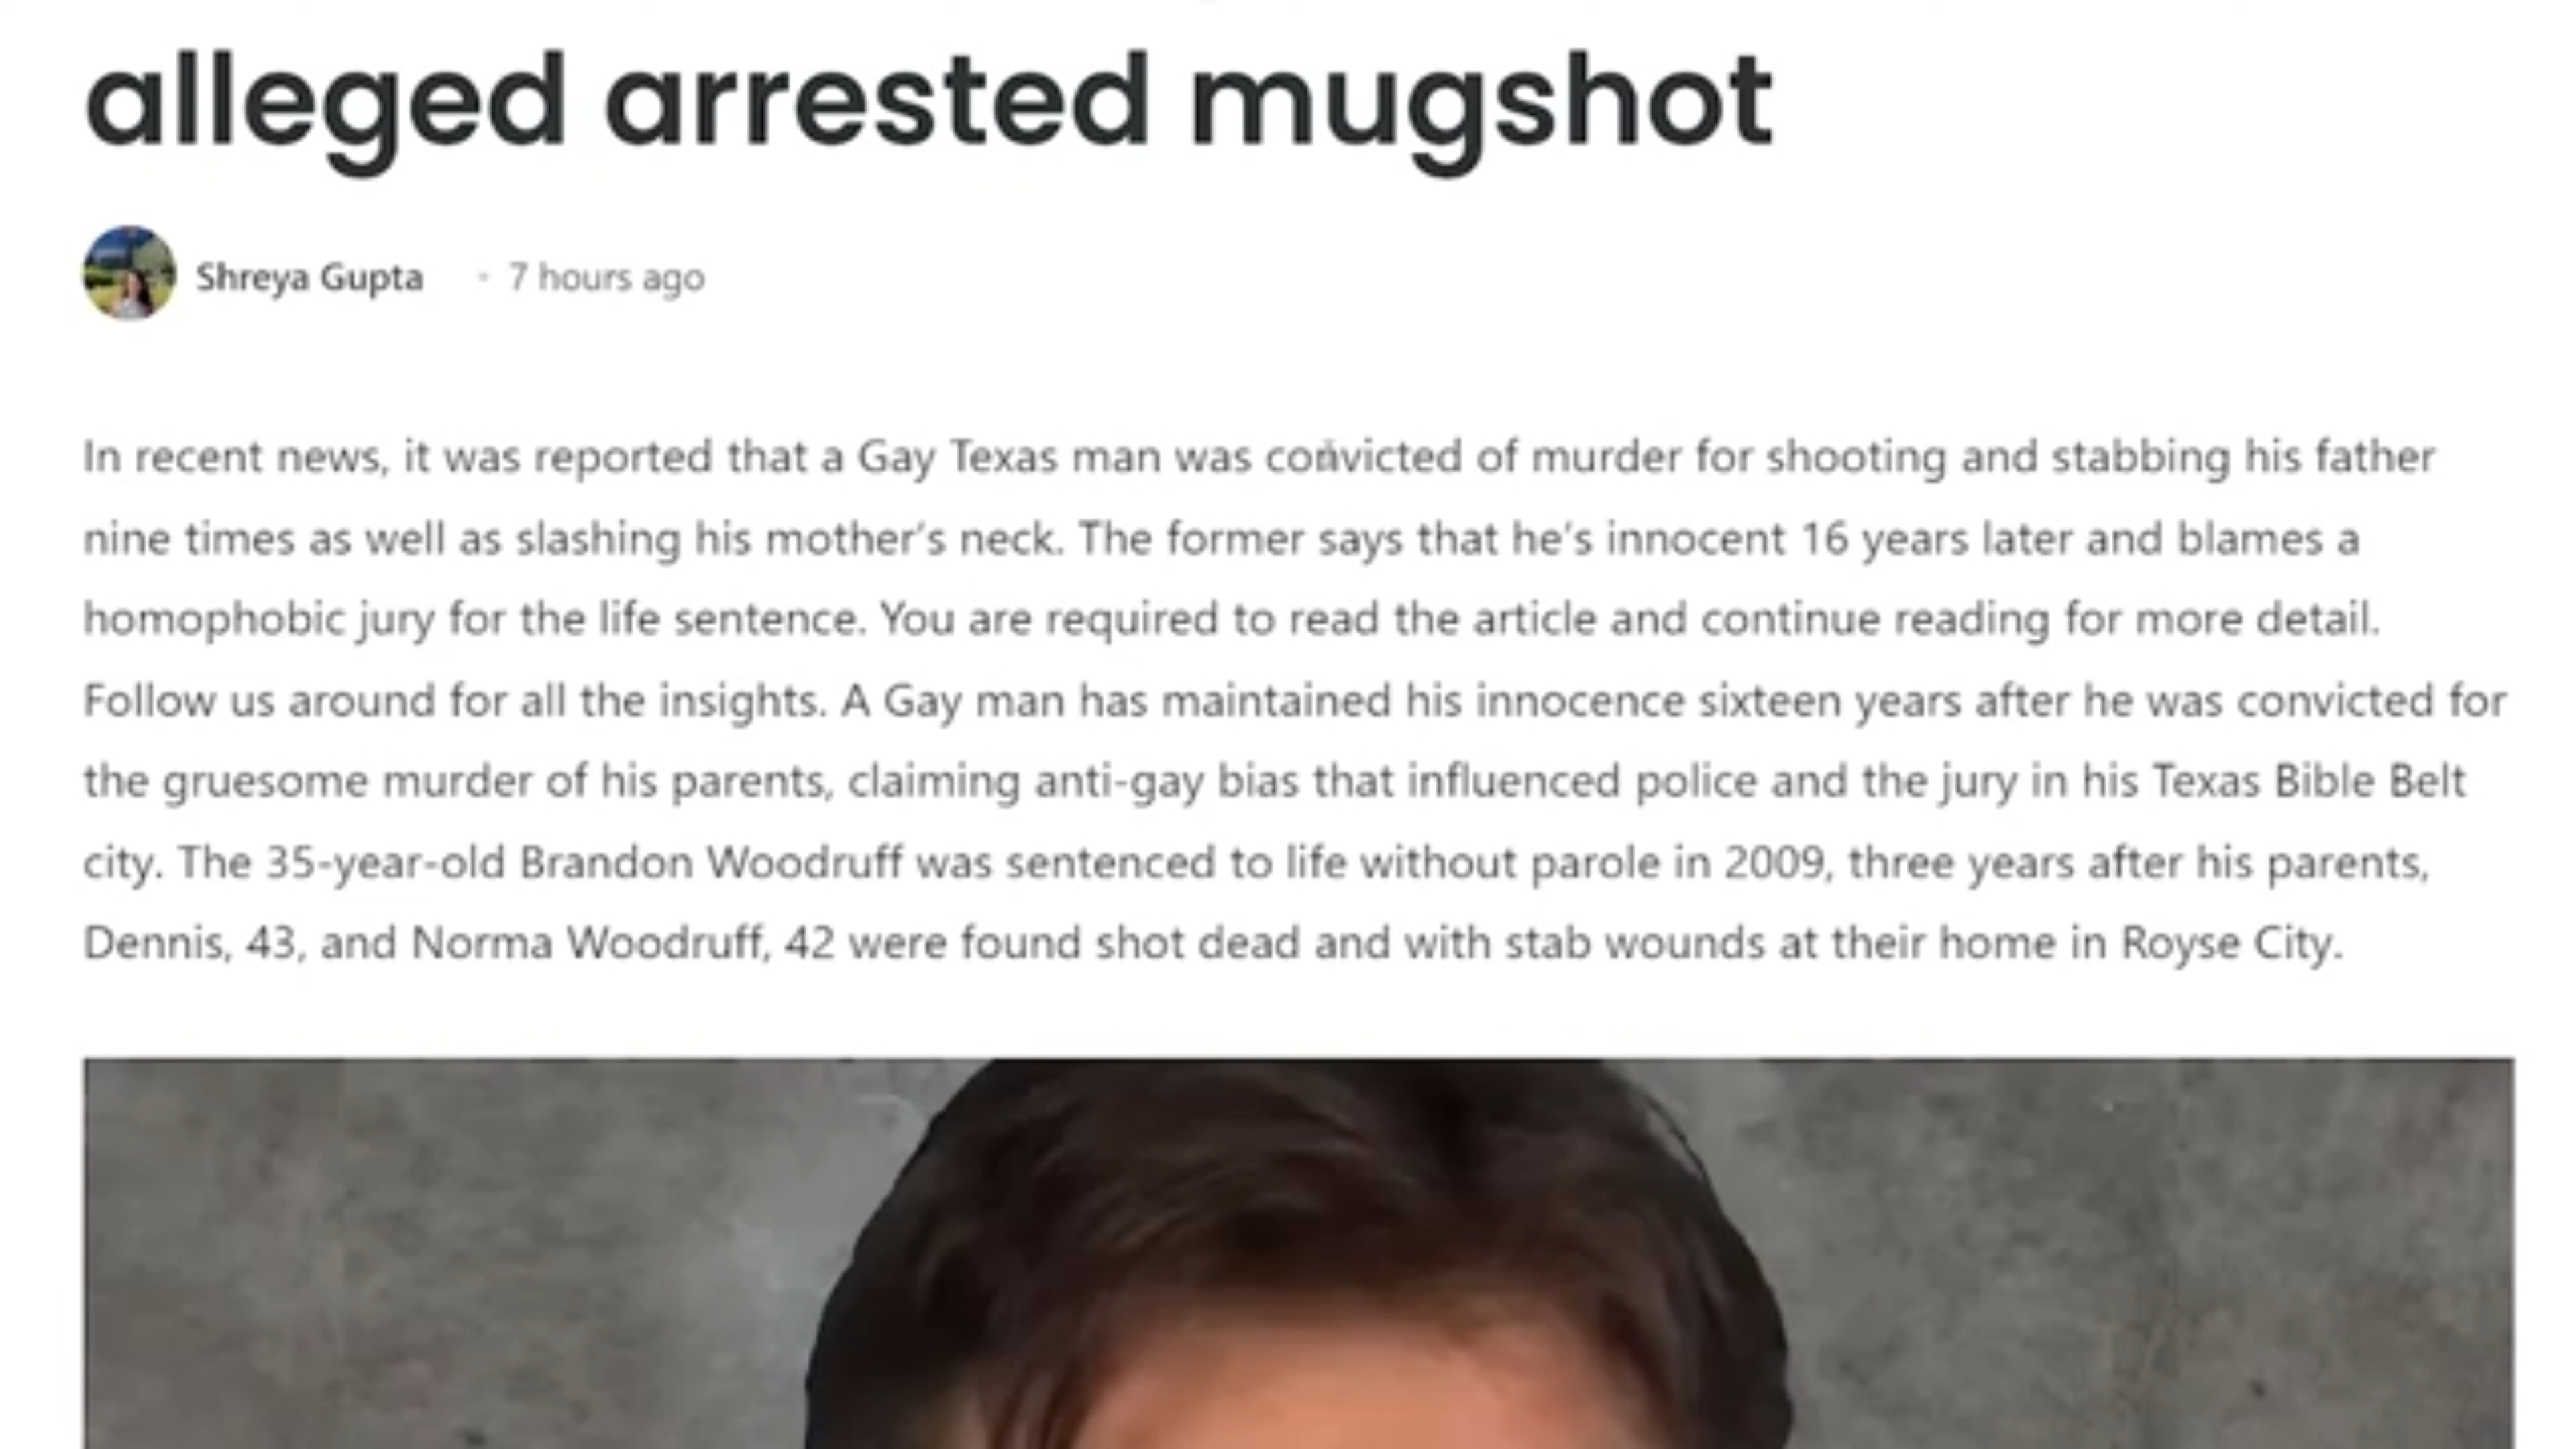 alleged arrested mugshot
Shreya Gupta • 7 hours ago
In recent news, it was reported that a Gay Texas man was convicted of murder for shooting and stabbing his father
nine times as well as slashing his mother's neck. The former says that he's innocent 16 years later and blames a
homophobic jury for the life sentence. You are required to read the article and continue reading for more detail.
Follow us around for all the insights. A Gay man has maintained his innocence sixteen years after he was convicted for
the gruesome murder of his parents, claiming anti-gay bias that influenced police and the jury in his Texas Bible Belt
city. The 35-year-old Brandon Woodruff was sentenced to life without parole in 2009, three years after his parents,
Dennis, 43, and Norma Woodruff, 42 were found shot dead and with stab wounds at their home in Royse City.